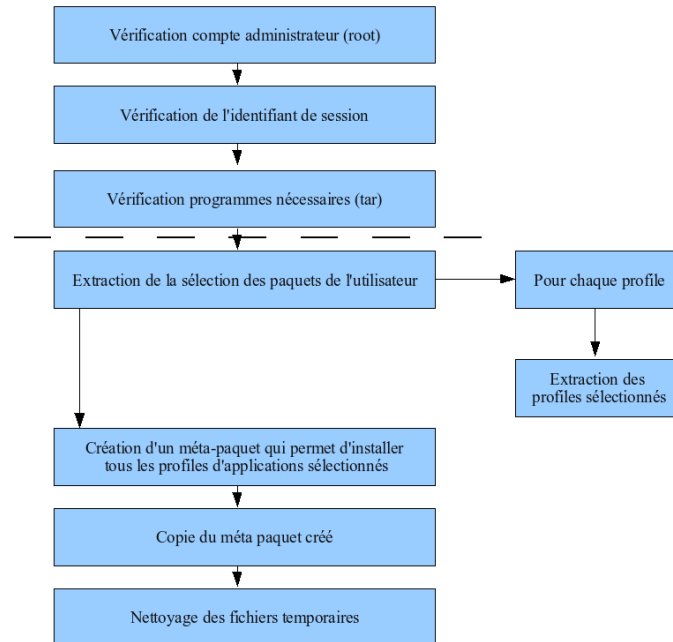 Vérification compte administrateur (root)
Vérification de l'identifiant de session
Vérification programmes nécessaires (tar)
Extraction de la sélection des paquets de l'utilisateur
Pour chaque profile
Extraction des
profiles sélectionnés
Création d'un méta-paquet qui permet d'installer
tous les profiles d'applications sélectionnés
Copie du méta paquet créé
Nettoyage des fichiers temporaires